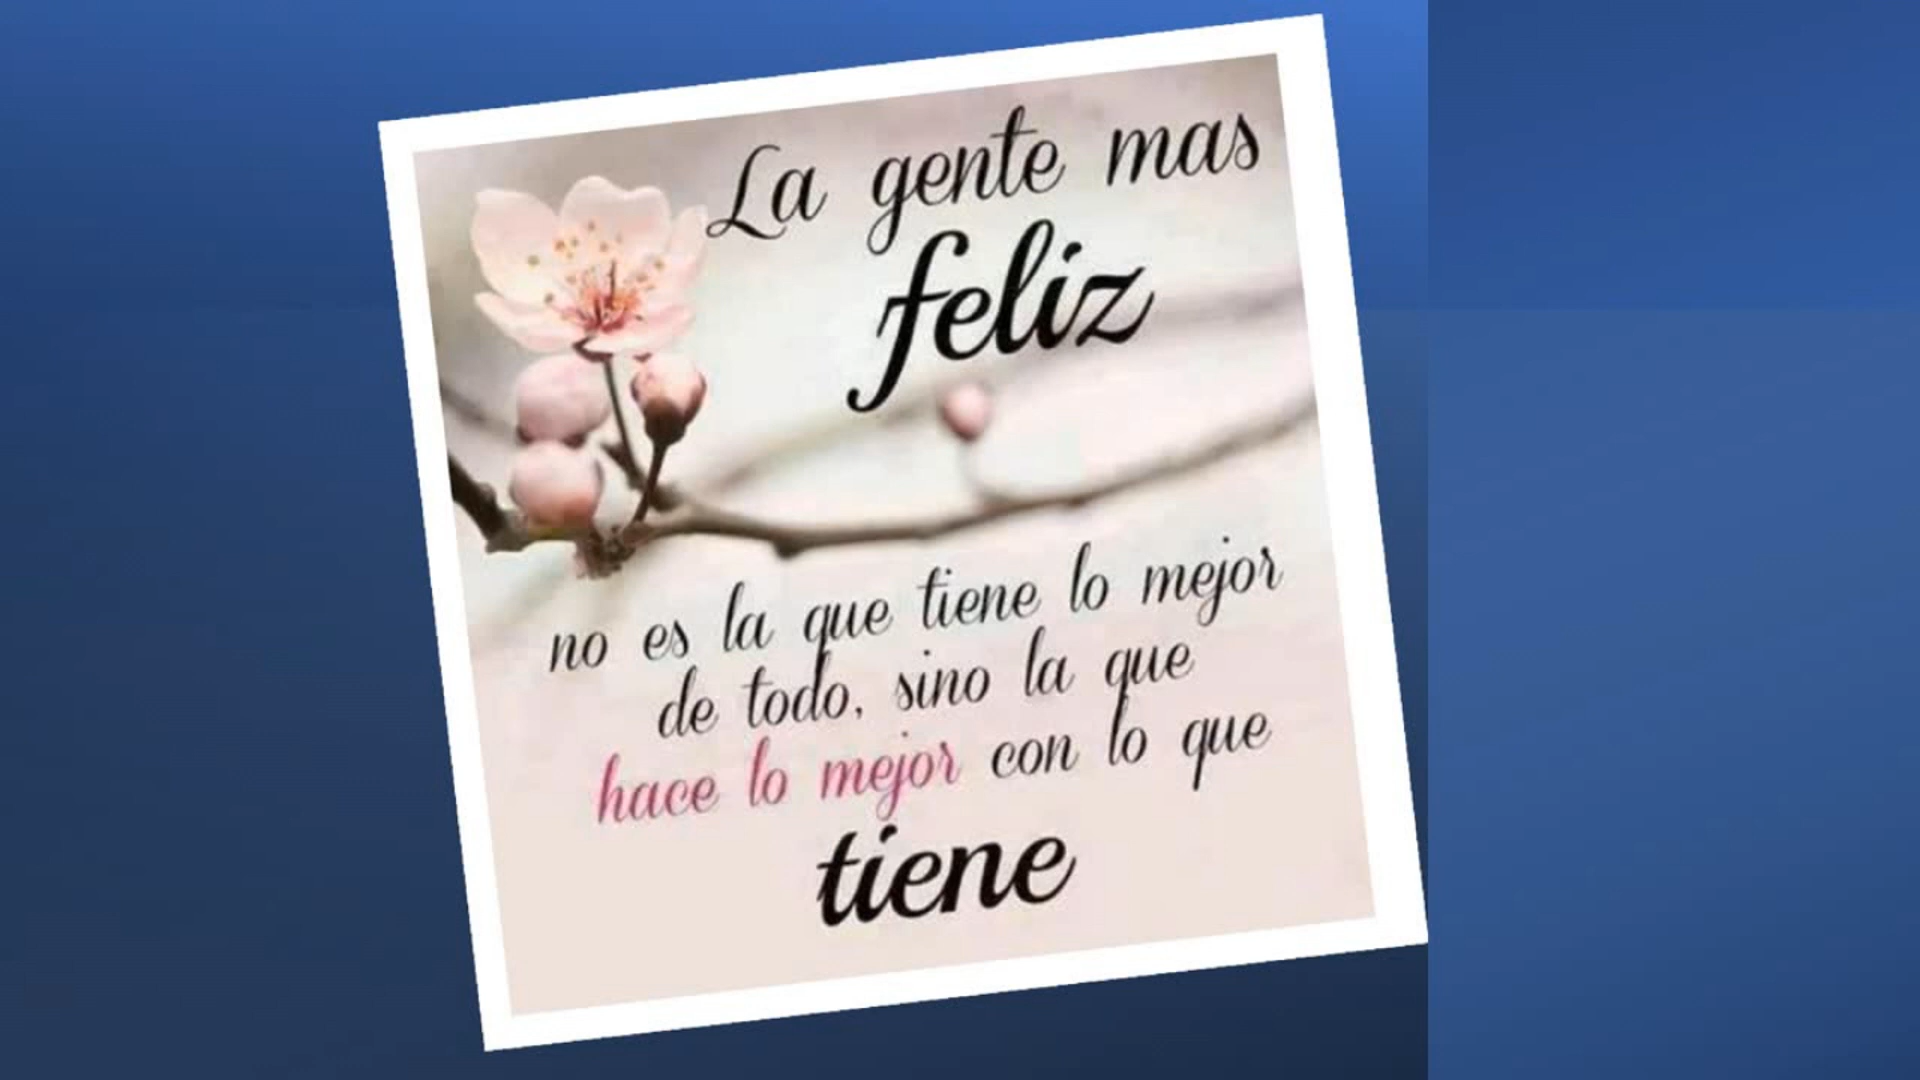 La gente mas
feliz
no es la que tiene lo mejor
de todo, sino la que
hace lo mejor con lo que
tiene